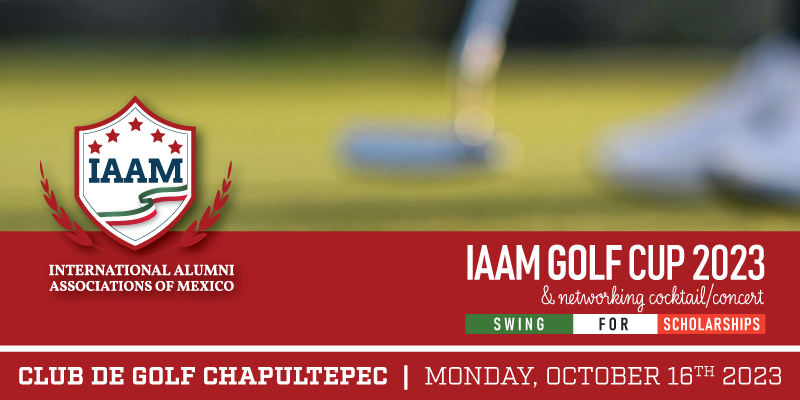 IAAM
INTERNATIONAL ALUMNI
ASSOCIATIONS OF MEXICO
IAAM GOLF CUP 2023
& networking cocktail/concert
SWING FOR SCHOLARSHIPS
CLUB DE GOLF CHAPULTEPEC | MONDAY, OCTOBER 16TH 2023